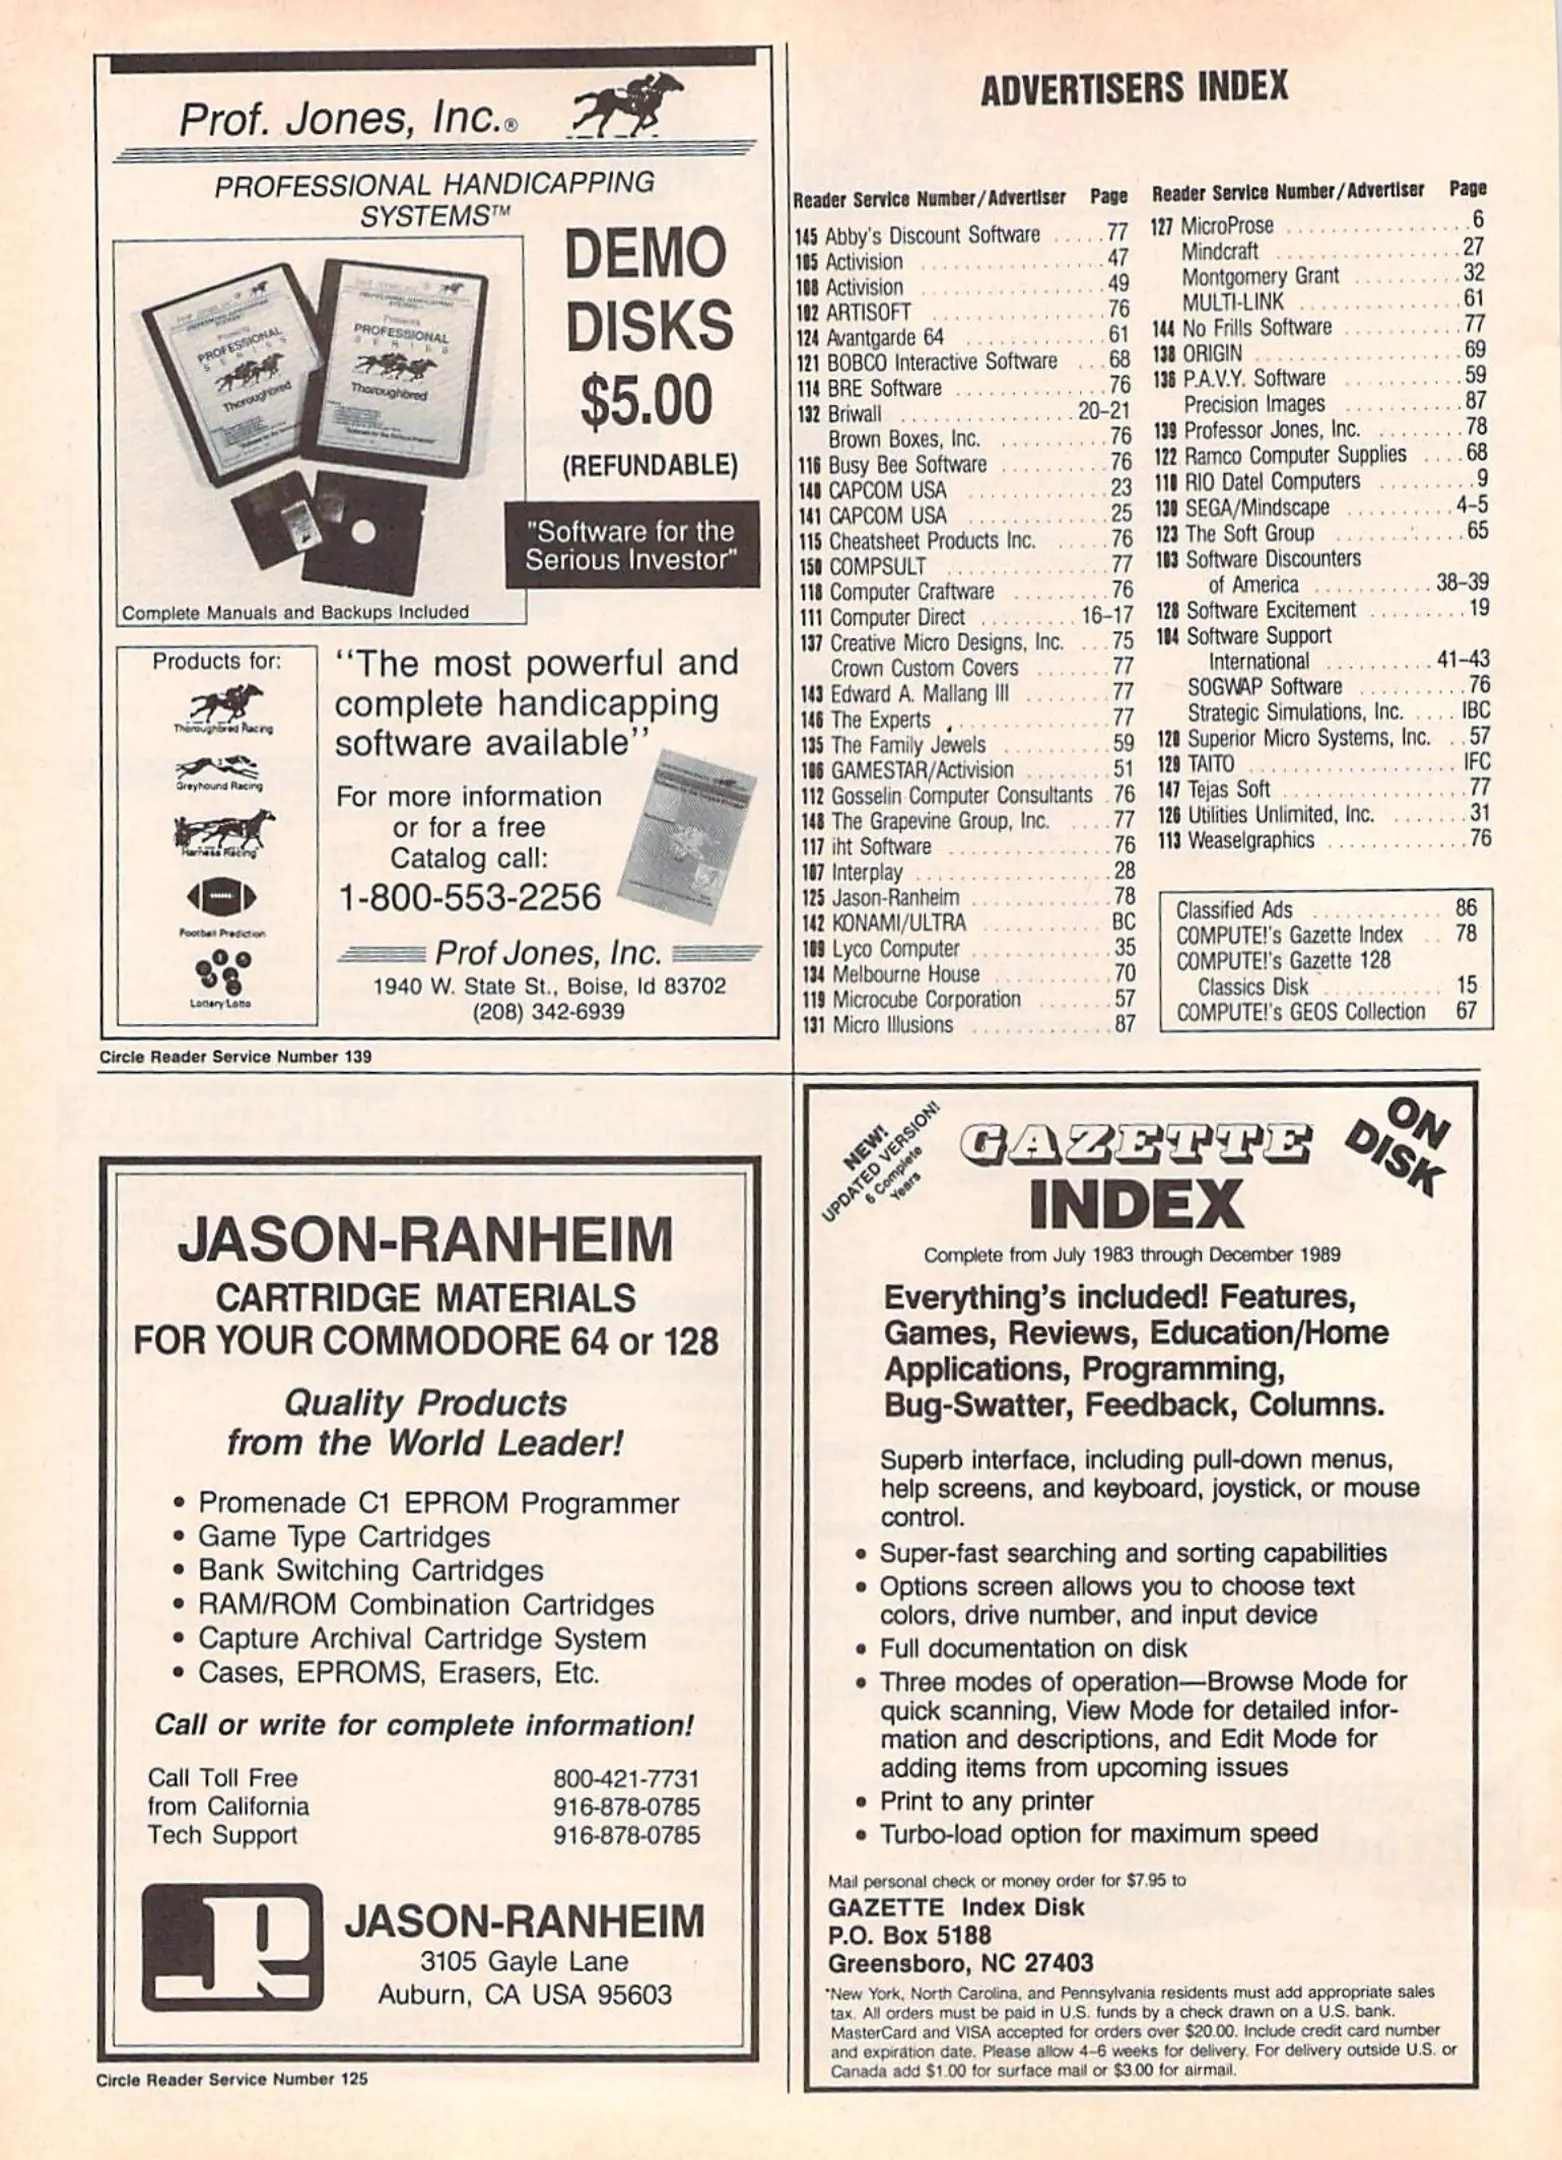 Prof. Jones, Inc.®
PROFESSIONAL HANDICAPPING
SYSTEMS™
DEMO
DISKS
$5.00
(REFUNDABLE)
PROFESSIONAL
SERIES
Thoroughbred
PROFESSIONAL
SERIES
Thoroughbred
"Software for the
Serious Investor"
Complete Manuals and Backups Included
Products for:
Thoroughbred Racing
Greyhound Racing
Harness Racing
Football Prediction
Lottery/Lotto
“The most powerful and
complete handicapping
software available”
For more information
or for a free
Catalog call:
1-800-553-2256
Prof Jones, Inc.
1940 W. State St., Boise, Id 83702
(208) 342-6939
Circle Reader Service Number 139
ADVERTISERS INDEX
Reader Service Number/Advertiser Page
145 Abby's Discount Software ..... 77
105 Activision ................. 47
108 Activision ................. 49
102 ARTISOFT ................ 76
124 Avantgarde 64 ............. 61
121 BOBCO Interactive Software ... 68
114 BRE Software .............. 76
132 Briwall ................ 20–21
Brown Boxes, Inc. .......... 76
116 Busy Bee Software .......... 76
140 CAPCOM USA ............. 23
141 CAPCOM USA ............. 25
115 Cheatsheet Products Inc. ..... 76
150 COMPSULT ............... 77
118 Computer Craftware ......... 76
111 Computer Direct ......... 16–17
137 Creative Micro Designs, Inc. ... 75
Crown Custom Covers ....... 77
143 Edward A. Mallang III ........ 77
146 The Experts ............... 77
135 The Family Jewels .......... 59
106 GAMESTAR/Activision ........ 51
112 Gosselin Computer Consultants . 76
148 The Grapevine Group, Inc. .... 77
117 iht Software ............... 76
107 Interplay .................. 28
125 Jason-Ranheim ............. 78
142 KONAMI/ULTRA ........... BC
109 Lyco Computer ............. 35
134 Melbourne House ........... 70
119 Microcube Corporation ....... 57
131 Micro Illusions ............. 87
Reader Service Number/Advertiser Page
127 MicroProse ................. 6
Mindcraft ................. 27
Montgomery Grant .......... 32
MULTI-LINK ............... 61
144 No Frills Software ........... 77
138 ORIGIN ................... 69
136 P.A.V.Y. Software ........... 59
Precision Images ........... 87
139 Professor Jones, Inc. ........ 78
122 Ramco Computer Supplies .... 68
110 RIO Datel Computers ......... 9
130 SEGA/Mindscape .......... 4–5
123 The Soft Group ............ 65
103 Software Discounters
of America ........... 38–39
128 Software Excitement ......... 19
104 Software Support
International .......... 41–43
SOGWAP Software .......... 76
Strategic Simulations, Inc. .... IBC
120 Superior Micro Systems, Inc. .. 57
129 TAITO ................... IFC
147 Tejas Soft ................. 77
126 Utilities Unlimited, Inc. ....... 31
113 Weaselgraphics ............. 76
Classified Ads ............ 86
COMPUTE!'s Gazette Index .. 78
COMPUTE!'s Gazette 128
Classics Disk ........... 15
COMPUTE!'s GEOS Collection 67
JASON-RANHEIM
CARTRIDGE MATERIALS
FOR YOUR COMMODORE 64 or 128
Quality Products
from the World Leader!
• Promenade C1 EPROM Programmer
• Game Type Cartridges
• Bank Switching Cartridges
• RAM/ROM Combination Cartridges
• Capture Archival Cartridge System
• Cases, EPROMS, Erasers, Etc.
Call or write for complete information!
Call Toll Free 800-421-7731
from California 916-878-0785
Tech Support 916-878-0785
JR
JASON-RANHEIM
3105 Gayle Lane
Auburn, CA USA 95603
Circle Reader Service Number 125
NEW!
UPDATED VERSION!
6 Complete
Years
GAZETTE
INDEX
ON
DISK
Complete from July 1983 through December 1989
Everything's included! Features,
Games, Reviews, Education/Home
Applications, Programming,
Bug-Swatter, Feedback, Columns.
Superb interface, including pull-down menus,
help screens, and keyboard, joystick, or mouse
control.
• Super-fast searching and sorting capabilities
• Options screen allows you to choose text
colors, drive number, and input device
• Full documentation on disk
• Three modes of operation—Browse Mode for
quick scanning, View Mode for detailed infor-
mation and descriptions, and Edit Mode for
adding items from upcoming issues
• Print to any printer
• Turbo-load option for maximum speed
Mail personal check or money order for $7.95 to
GAZETTE Index Disk
P.O. Box 5188
Greensboro, NC 27403
*New York, North Carolina, and Pennsylvania residents must add appropriate sales
tax. All orders must be paid in U.S. funds by a check drawn on a U.S. bank.
MasterCard and VISA accepted for orders over $20.00. Include credit card number
and expiration date. Please allow 4–6 weeks for delivery. For delivery outside U.S. or
Canada add $1.00 for surface mail or $3.00 for airmail.